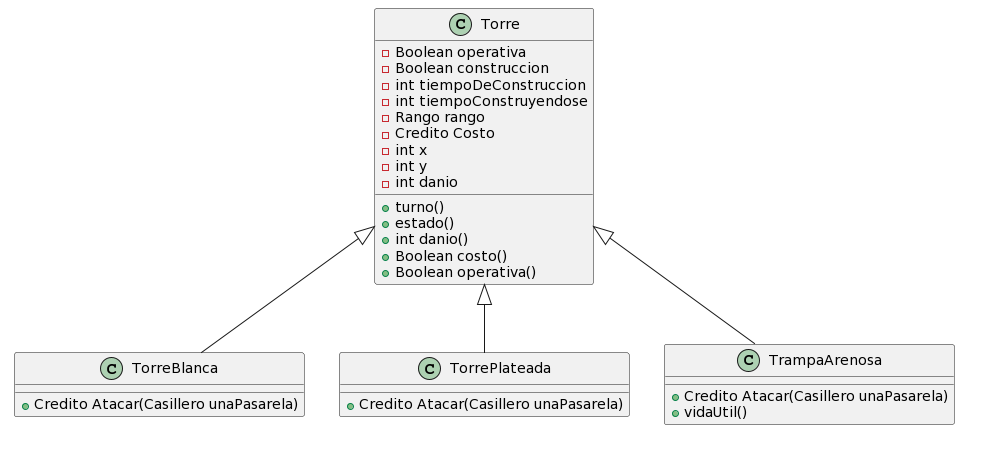 C Torre
Boolean operativa
Boolean construccion
int tiempoDeConstruccion
int tiempoConstruyendose
Rango rango
Credito Costo
int x
int y
int danio
turno()
estado()
int danio()
Boolean costo()
Boolean operativa()
C TorreBlanca
Credito Atacar(Casillero unaPasarela)
C TorrePlateada
Credito Atacar(Casillero unaPasarela)
C TrampaArenosa
Credito Atacar(Casillero unaPasarela)
vidaUtil()